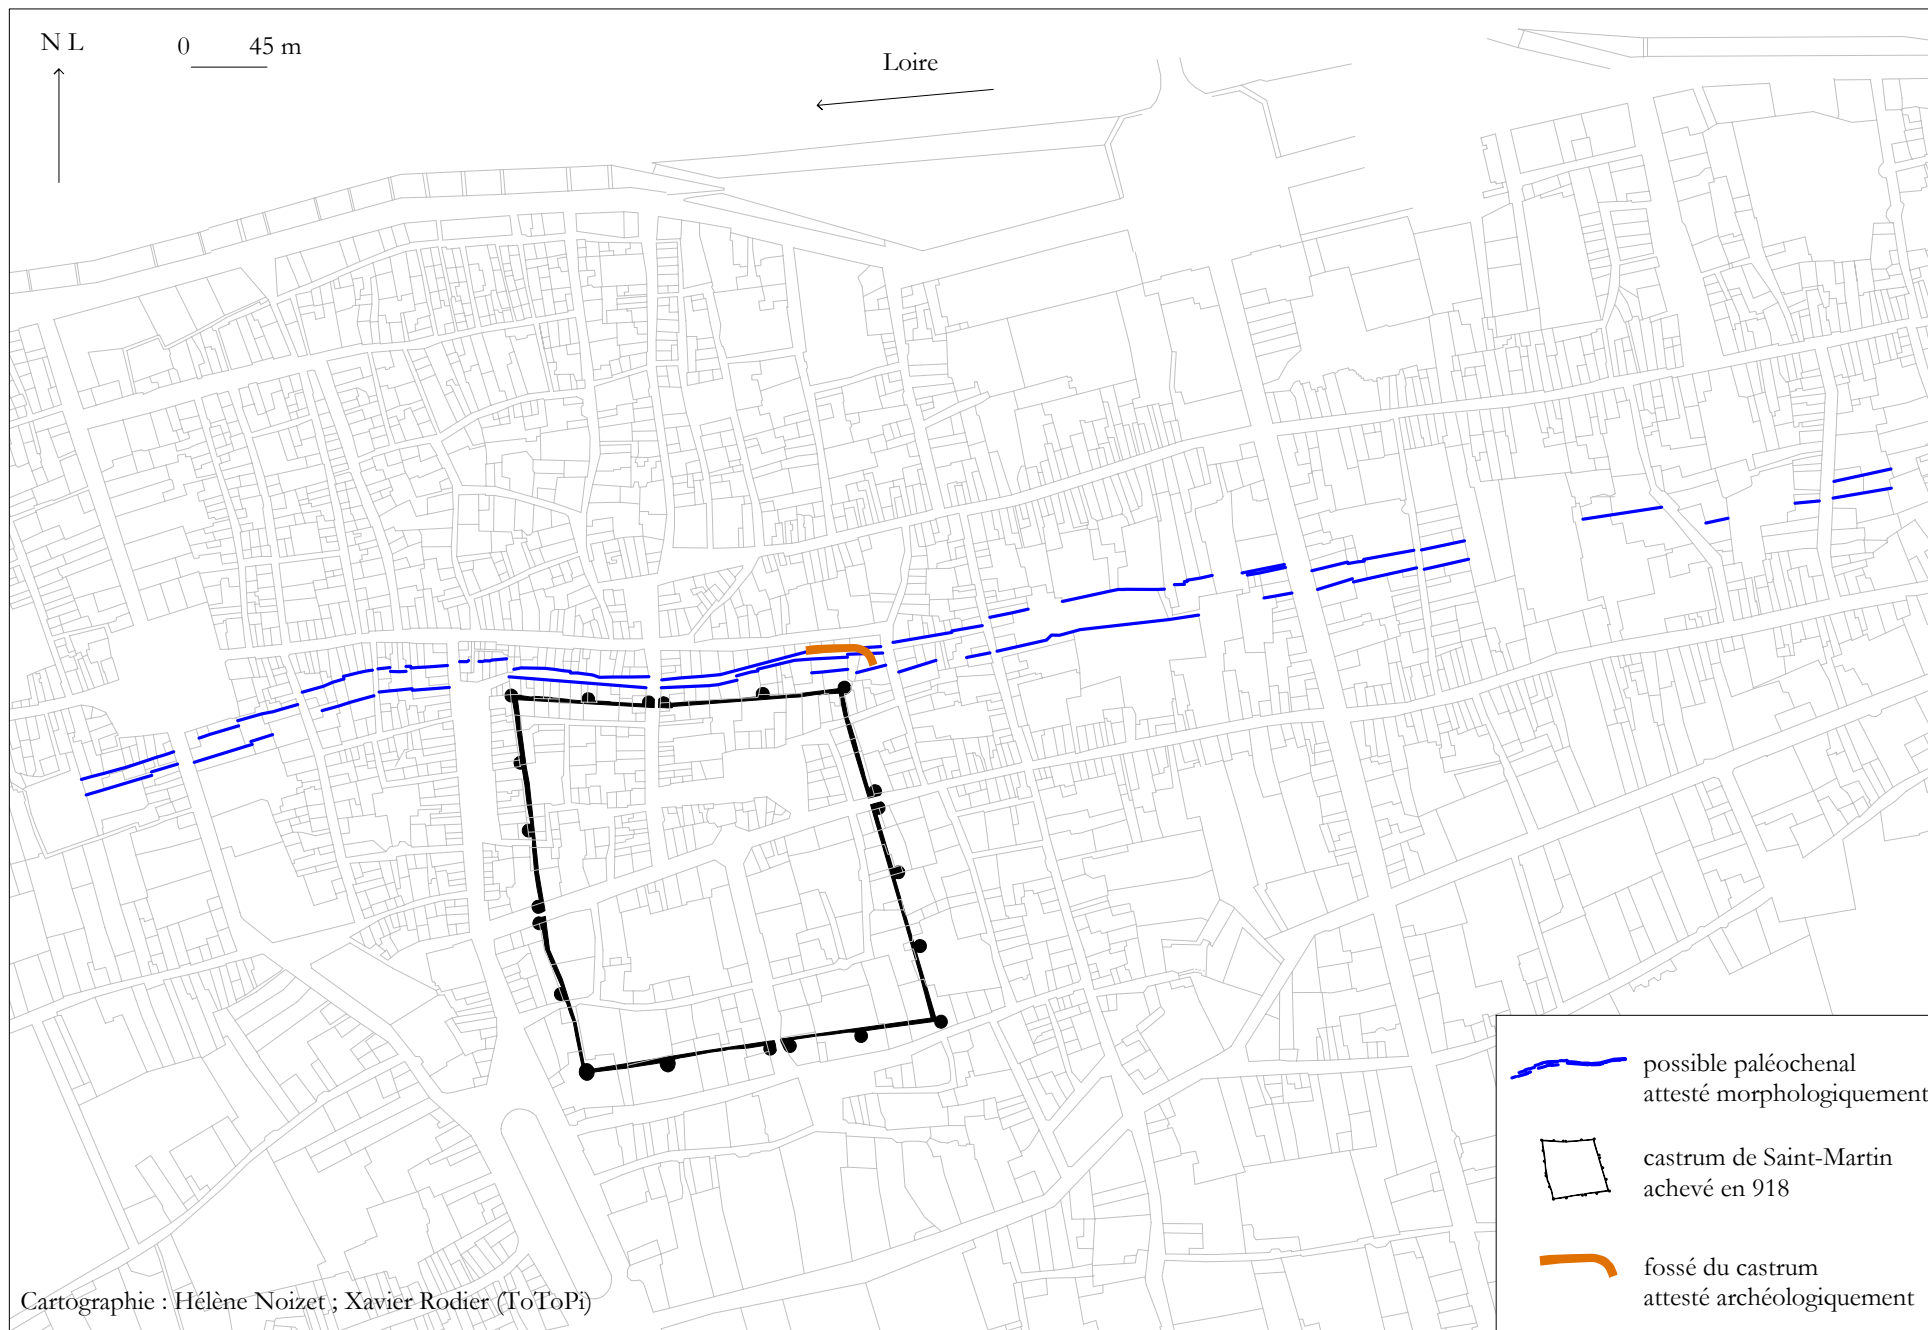 N L
0 45 m
Loire
possible paléochenal
attesté morphologiquement
castrum de Saint-Martin
achevé en 918
fossé du castrum
attesté archéologiquement
Cartographie : Hélène Noizet ; Xavier Rodier (ToToPi)